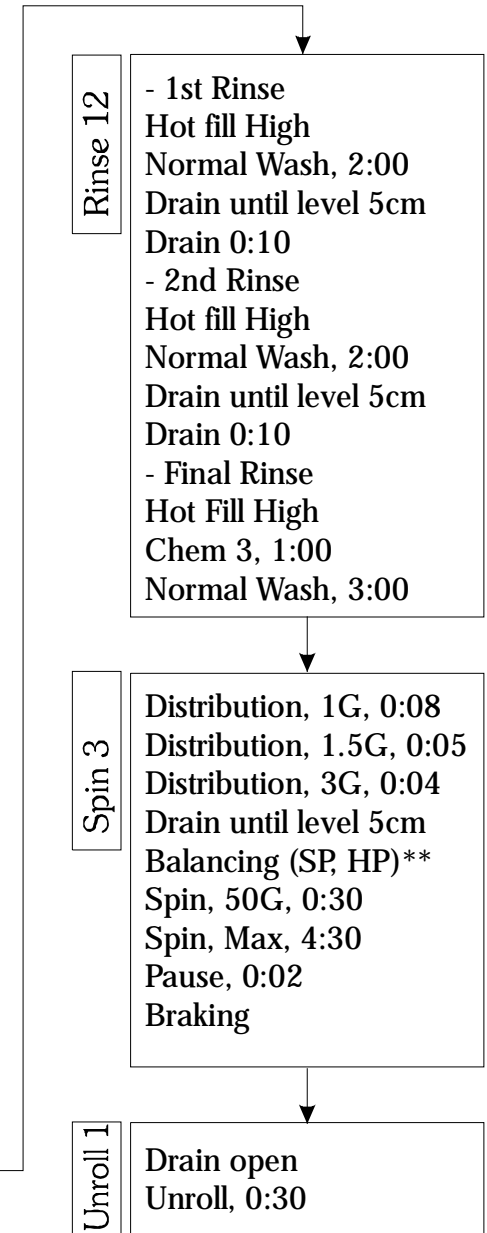 Rinse 12
- 1st Rinse
Hot fill High
Normal Wash, 2:00
Drain until level 5cm
Drain 0:10
- 2nd Rinse
Hot fill High
Normal Wash, 2:00
Drain until level 5cm
Drain 0:10
- Final Rinse
Hot Fill High
Chem 3, 1:00
Normal Wash, 3:00
Spin 3
Distribution, 1G, 0:08
Distribution, 1.5G, 0:05
Distribution, 3G, 0:04
Drain until level 5cm
Balancing (SP, HP)**
Spin, 50G, 0:30
Spin, Max, 4:30
Pause, 0:02
Braking
Unroll 1
Drain open
Unroll, 0:30